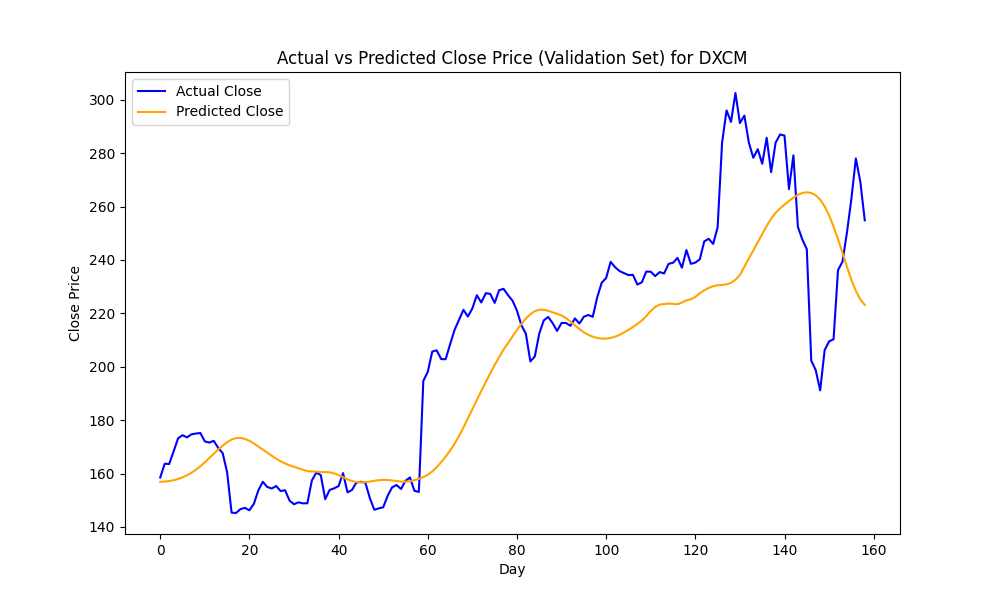 Actual vs Predicted Close Price (Validation Set) for DXCM
Actual Close
Predicted Close
300
280
260
240
220
200
180
160
140
Close Price
0 20 40 60 80 100 120 140 160
Day